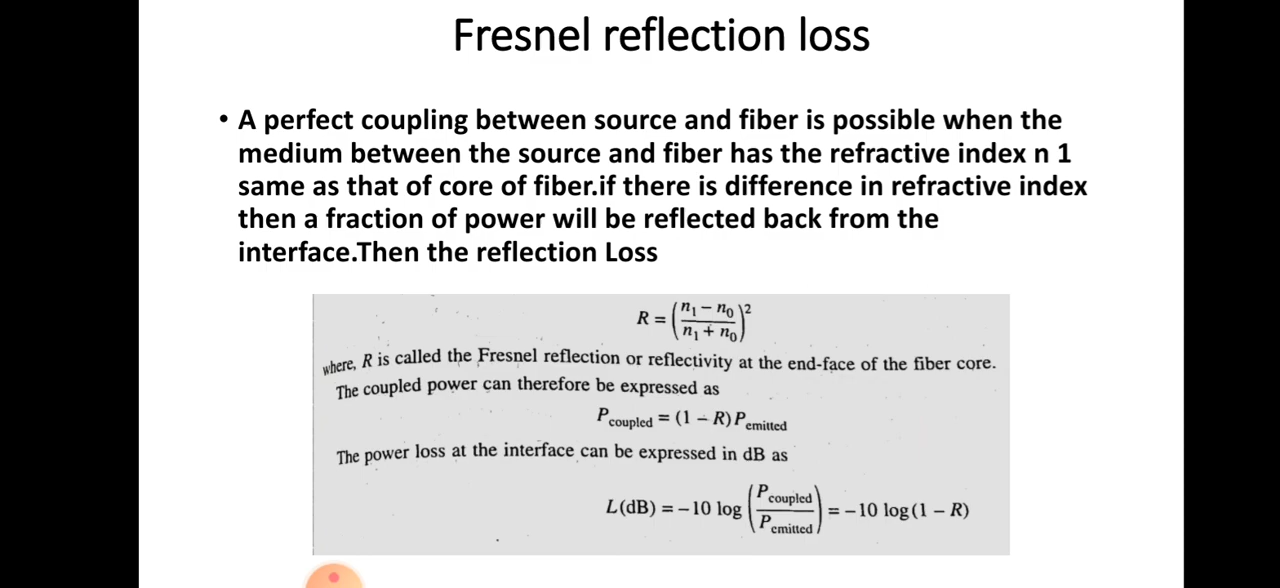 Fresnel reflection loss
• A perfect coupling between source and fiber is possible when the
medium between the source and fiber has the refractive index n 1
same as that of core of fiber.if there is difference in refractive index
then a fraction of power will be reflected back from the
interface.Then the reflection Loss
R = ((n₁ − n₀)/(n₁ + n₀))²
where, R is called the Fresnel reflection or reflectivity at the end-face of the fiber core.
The coupled power can therefore be expressed as
P coupled = (1 − R) P emitted
The power loss at the interface can be expressed in dB as
L(dB) = −10 log (P coupled / P emitted) = −10 log (1 − R)